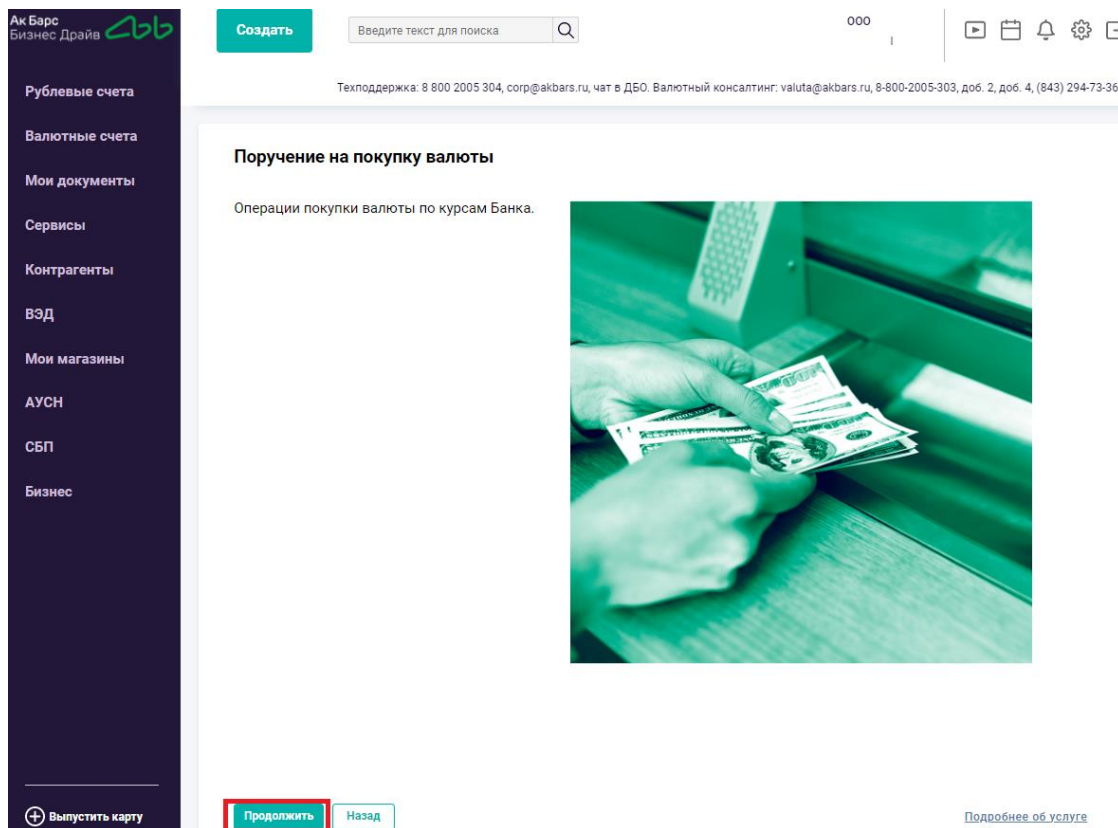 Ак Барс
Бизнес Драйв
Создать
Введите текст для поиска
ООО
Техподдержка: 8 800 2005 304, corp@akbars.ru, чат в ДБО. Валютный консалтинг: valuta@akbars.ru, 8-800-2005-303, доб. 2, доб. 4, (843) 294-73-36
Рублевые счета
Валютные счета
Мои документы
Сервисы
Контрагенты
ВЭД
Мои магазины
АУСН
СБП
Бизнес
Выпустить карту
Поручение на покупку валюты
Операции покупки валюты по курсам Банка.
Продолжить
Назад
Подробнее об услуге